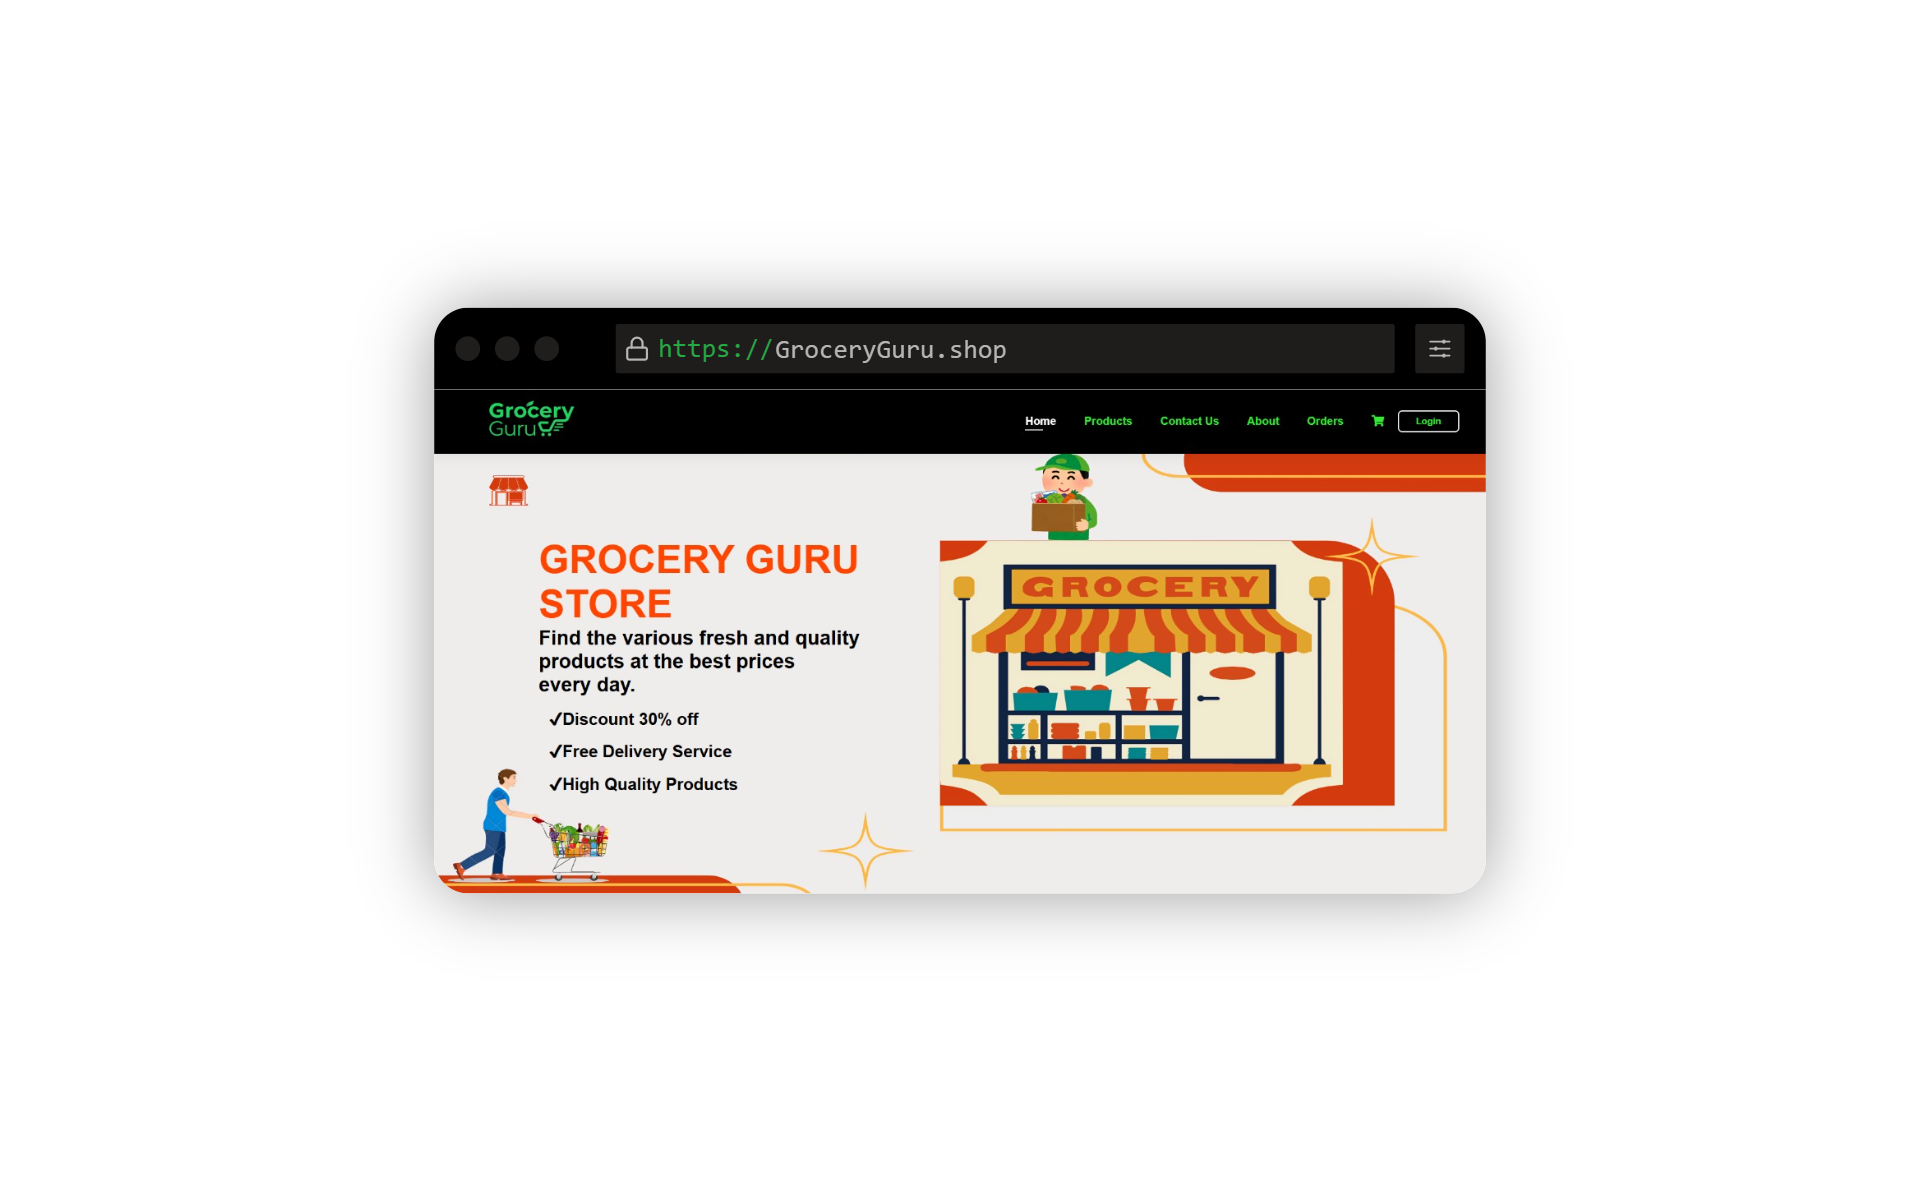 https://GroceryGuru.shop
Grocery
Guru
Home Products Contact Us About Orders Login
GROCERY GURU
STORE
Find the various fresh and quality
products at the best prices
every day.
✓Discount 30% off
✓Free Delivery Service
✓High Quality Products
GROCERY